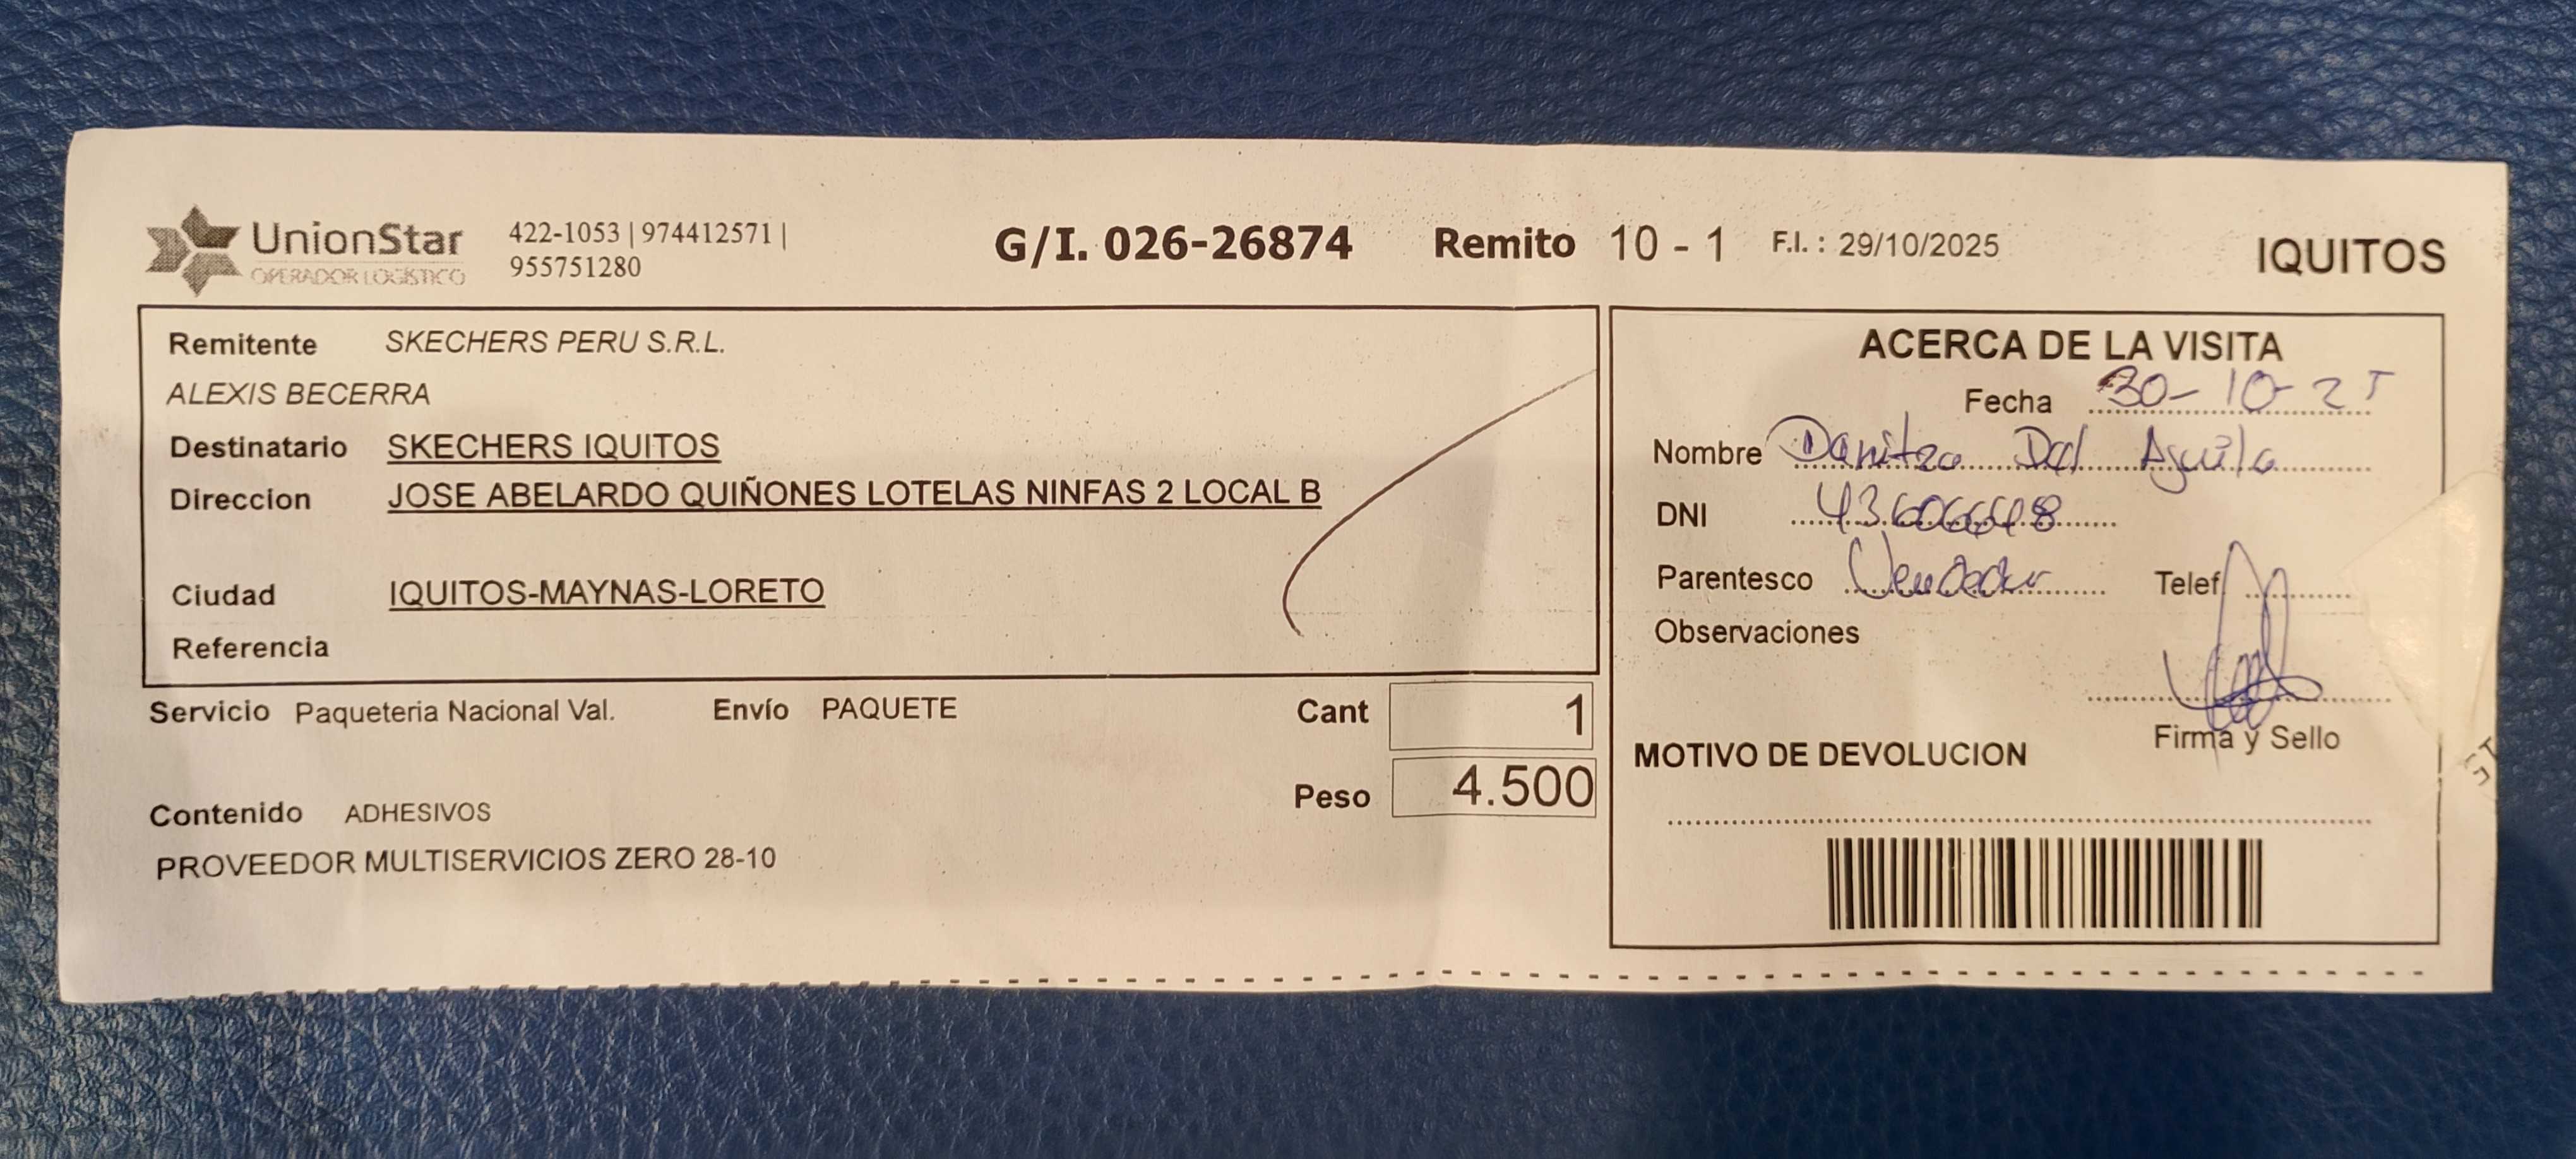 UnionStar
OPERADOR LOGÍSTICO
422-1053 | 974412571 |
955751280
G/I. 026-26874 Remito 10 - 1 F.I. : 29/10/2025 IQUITOS
Remitente SKECHERS PERU S.R.L.
ALEXIS BECERRA
Destinatario SKECHERS IQUITOS
Direccion JOSE ABELARDO QUIÑONES LOTELAS NINFAS 2 LOCAL B
Ciudad IQUITOS-MAYNAS-LORETO
Referencia
Servicio Paqueteria Nacional Val. Envío PAQUETE
Cant 1
Peso 4.500
Contenido ADHESIVOS
PROVEEDOR MULTISERVICIOS ZERO 28-10
ACERCA DE LA VISITA
Fecha 30-10-25
Nombre Danitza Del Aguila
DNI 43606648
Parentesco Vendedor Telef
Observaciones
Firma y Sello
MOTIVO DE DEVOLUCION